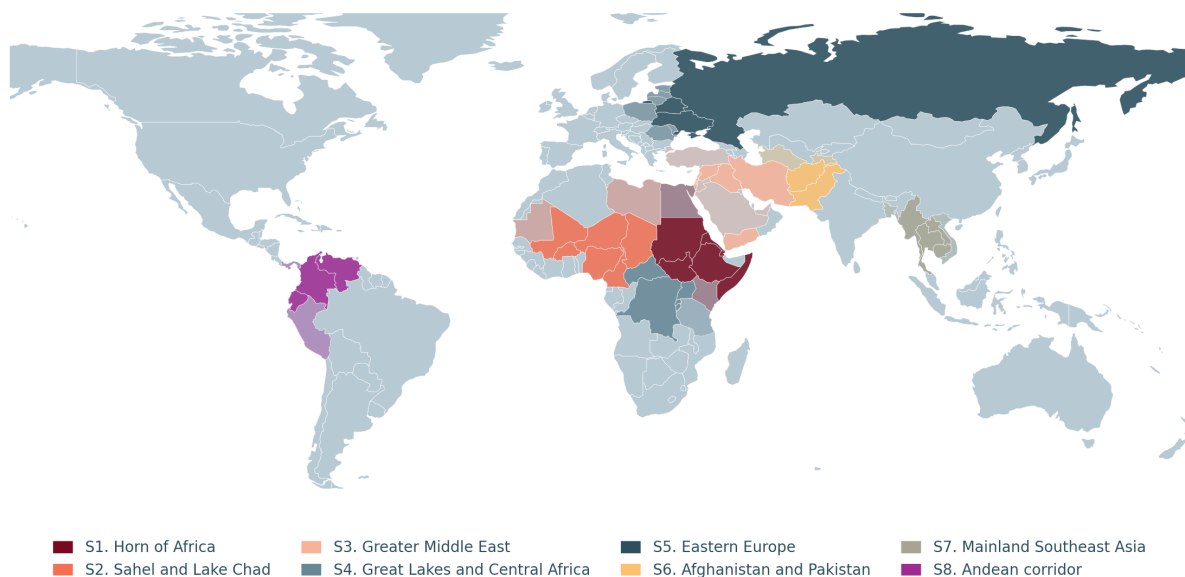 S1. Horn of Africa
S2. Sahel and Lake Chad
S3. Greater Middle East
S4. Great Lakes and Central Africa
S5. Eastern Europe
S6. Afghanistan and Pakistan
S7. Mainland Southeast Asia
S8. Andean corridor